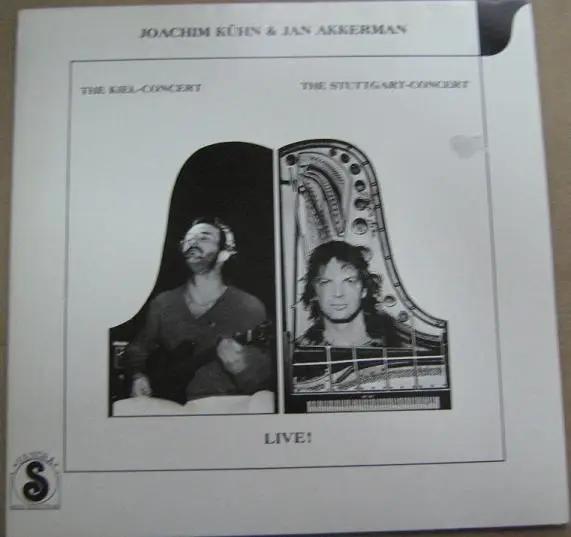 JOACHIM KÜHN & JAN AKKERMAN
THE KIEL-CONCERT
THE STUTTGART-CONCERT
LIVE!
S